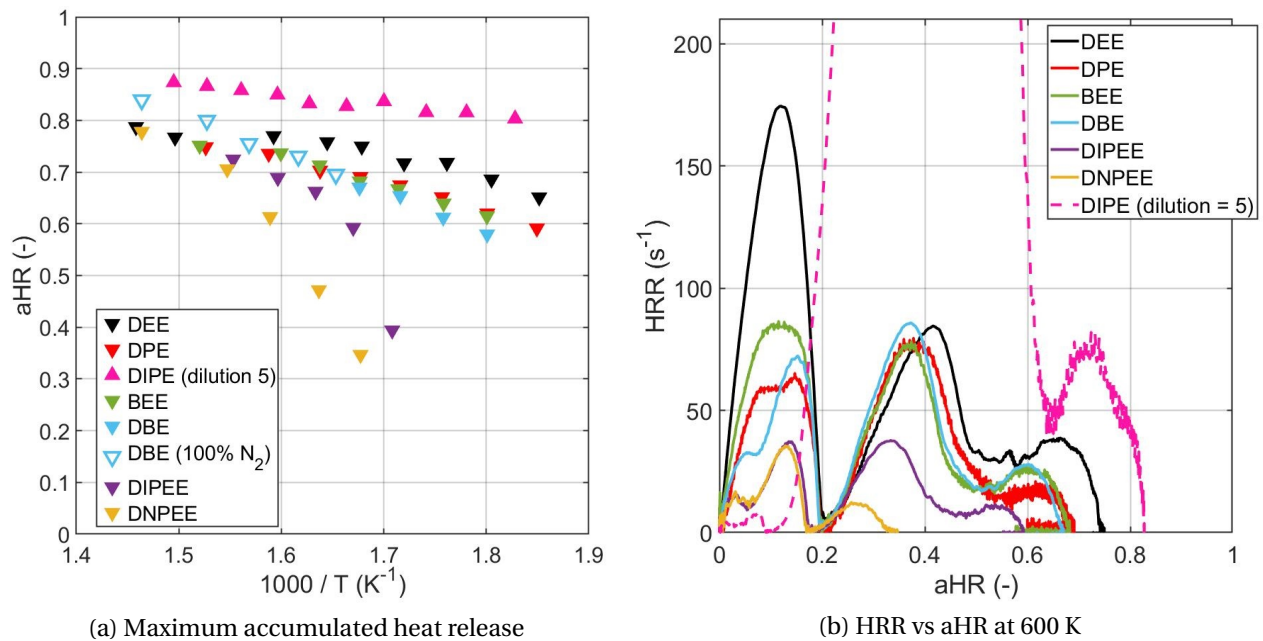 1
0.9
0.8
0.7
0.6
0.5
0.4
0.3
0.2
0.1
0
aHR (-)
DEE
DPE
DIPE (dilution 5)
BEE
DBE
DBE (100% N2)
DIPEE
DNPEE
1.4 1.5 1.6 1.7 1.8 1.9
1000 / T (K-1)
(a) Maximum accumulated heat release
200
150
100
50
0
HRR (s-1)
DEE
DPE
BEE
DBE
DIPEE
DNPEE
DIPE (dilution = 5)
0 0.2 0.4 0.6 0.8 1
aHR (-)
(b) HRR vs aHR at 600 K